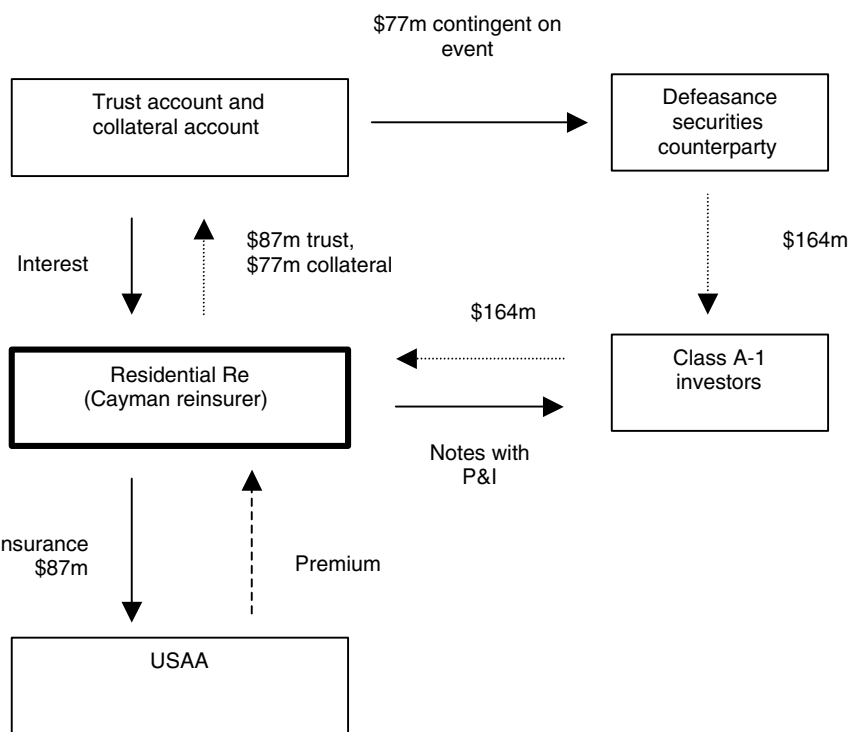 $77m contingent on
event
Trust account and
collateral account
Defeasance
securities
counterparty
Interest
$87m trust,
$77m collateral
$164m
$164m
Residential Re
(Cayman reinsurer)
Class A-1
investors
Notes with
P&I
nsurance
$87m
Premium
USAA